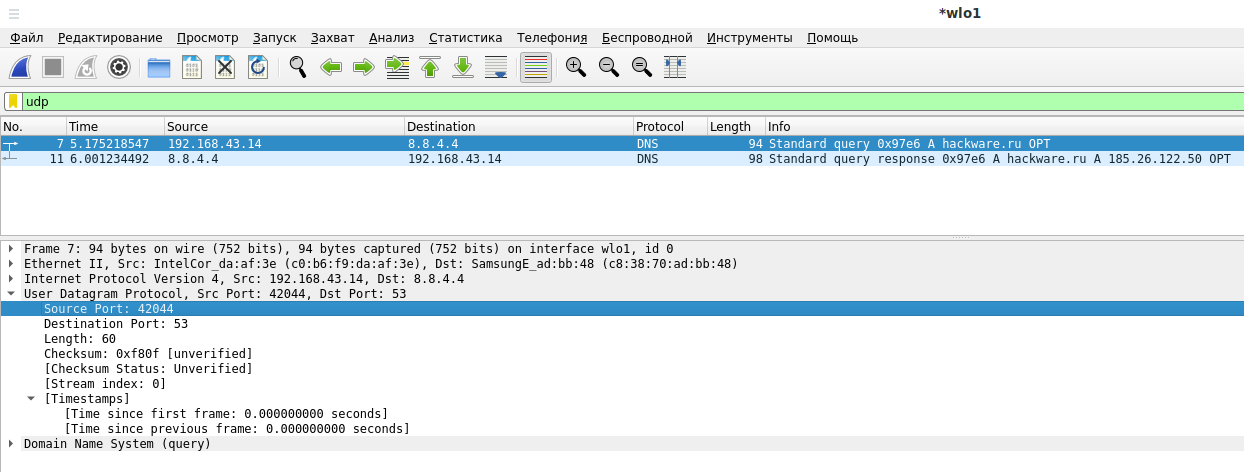 *wlo1
Файл Редактирование Просмотр Запуск Захват Анализ Статистика Телефония Беспроводной Инструменты Помощь
udp
No. Time Source Destination Protocol Length Info
7 5.175218547 192.168.43.14 8.8.4.4 DNS 94 Standard query 0x97e6 A hackware.ru OPT
11 6.001234492 8.8.4.4 192.168.43.14 DNS 98 Standard query response 0x97e6 A hackware.ru A 185.26.122.50 OPT
Frame 7: 94 bytes on wire (752 bits), 94 bytes captured (752 bits) on interface wlo1, id 0
Ethernet II, Src: IntelCor_da:af:3e (c0:b6:f9:da:af:3e), Dst: SamsungE_ad:bb:48 (c8:38:70:ad:bb:48)
Internet Protocol Version 4, Src: 192.168.43.14, Dst: 8.8.4.4
User Datagram Protocol, Src Port: 42044, Dst Port: 53
Source Port: 42044
Destination Port: 53
Length: 60
Checksum: 0xf80f [unverified]
[Checksum Status: Unverified]
[Stream index: 0]
[Timestamps]
[Time since first frame: 0.000000000 seconds]
[Time since previous frame: 0.000000000 seconds]
Domain Name System (query)